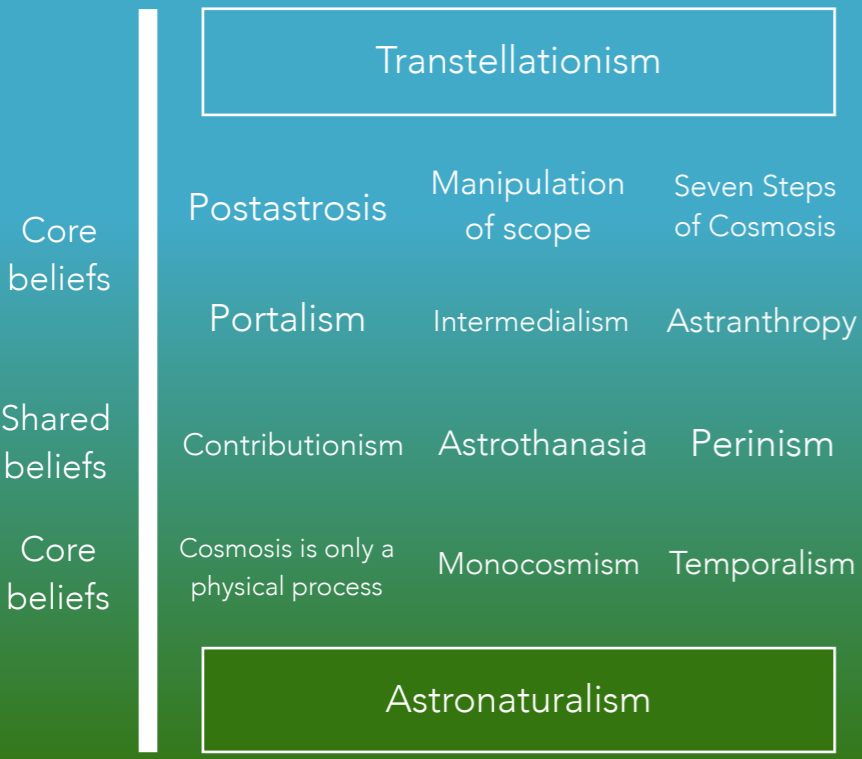 Transtellationism
Core
beliefs
Postastrosis
Manipulation
of scope
Seven Steps
of Cosmosis
Portalism
Intermedialism
Astranthropy
Shared
beliefs
Contributionism
Astrothanasia
Perinism
Core
beliefs
Cosmosis is only a
physical process
Monocosmism
Temporalism
Astronaturalism